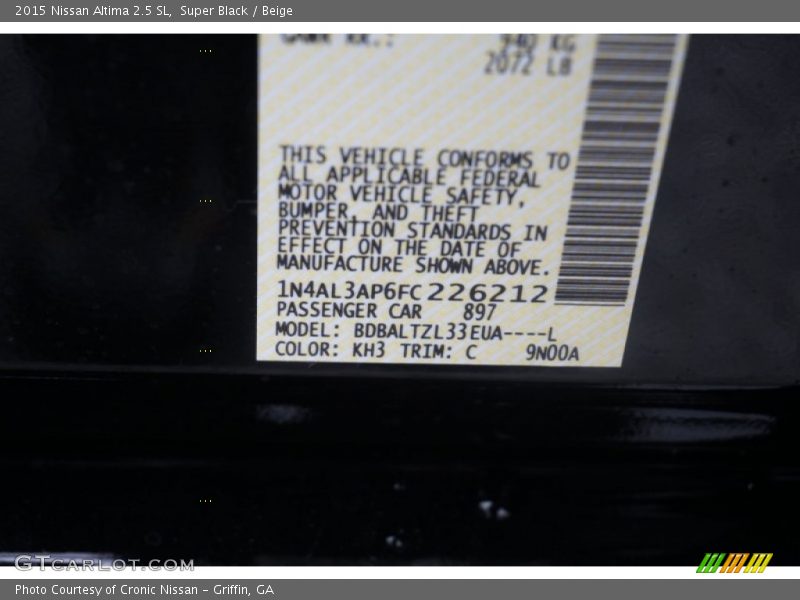 2015 Nissan Altima 2.5 SL, Super Black / Beige
940 KG
2072 LB
THIS VEHICLE CONFORMS TO
ALL APPLICABLE FEDERAL
MOTOR VEHICLE SAFETY,
BUMPER, AND THEFT
PREVENTION STANDARDS IN
EFFECT ON THE DATE OF
MANUFACTURE SHOWN ABOVE.
1N4AL3AP6FC226212
PASSENGER CAR 897
MODEL: BDBALTZL33EUA----L
COLOR: KH3 TRIM: C 9N00A
GTCARLOT.COM
Photo Courtesy of Cronic Nissan - Griffin, GA